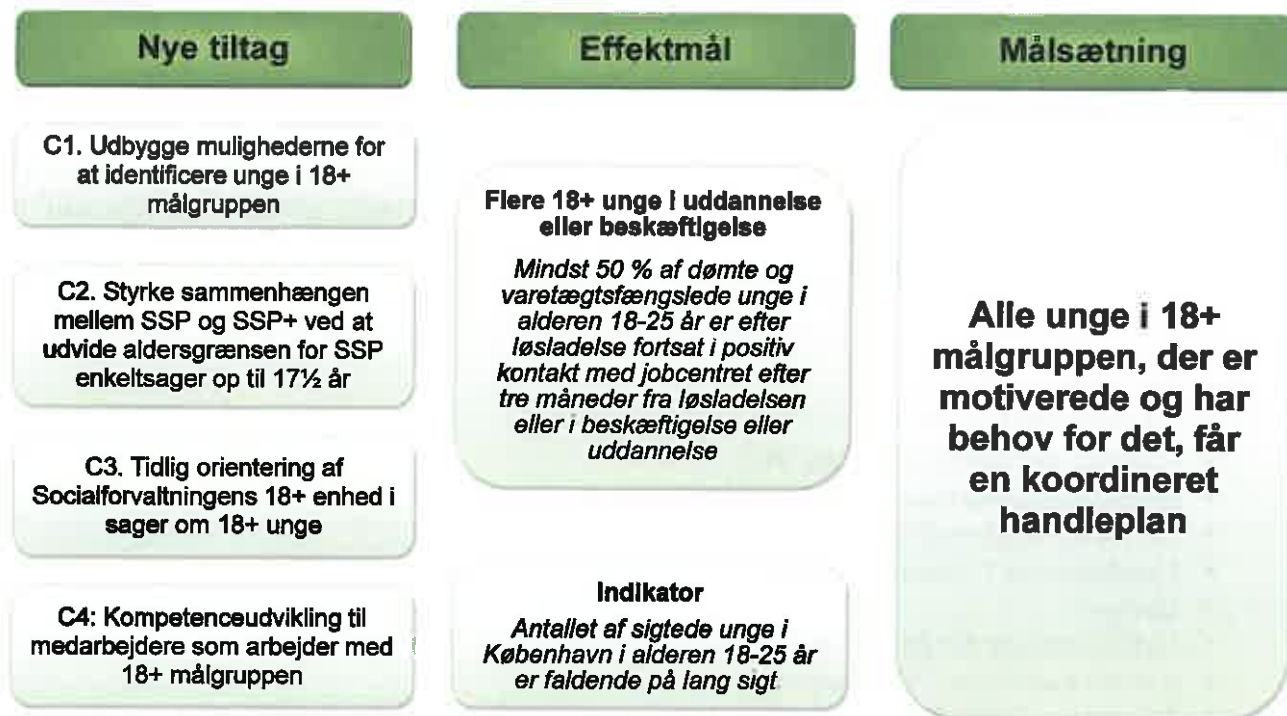 Nye tiltag
C1. Udbygge mulighederne for
at identificere unge i 18+
målgruppen
C2. Styrke sammenhængen
mellem SSP og SSP+ ved at
udvide aldersgrænsen for SSP
enkeltsager op til 17½ år
C3. Tidlig orientering af
Socialforvaltningens 18+ enhed i
sager om 18+ unge
C4: Kompetenceudvikling til
medarbejdere som arbejder med
18+ målgruppen
Effektmål
Flere 18+ unge i uddannelse
eller beskæftigelse
Mindst 50 % af dømte og
varetægtsfængslede unge i
alderen 18-25 år er efter
løsladelse fortsat i positiv
kontakt med jobcentret efter
tre måneder fra løsladelsen
eller i beskæftigelse eller
uddannelse
Indikator
Antallet af sigtede unge i
København i alderen 18-25 år
er faldende på lang sigt
Målsætning
Alle unge i 18+
målgruppen, der er
motiverede og har
behov for det, får
en koordineret
handleplan